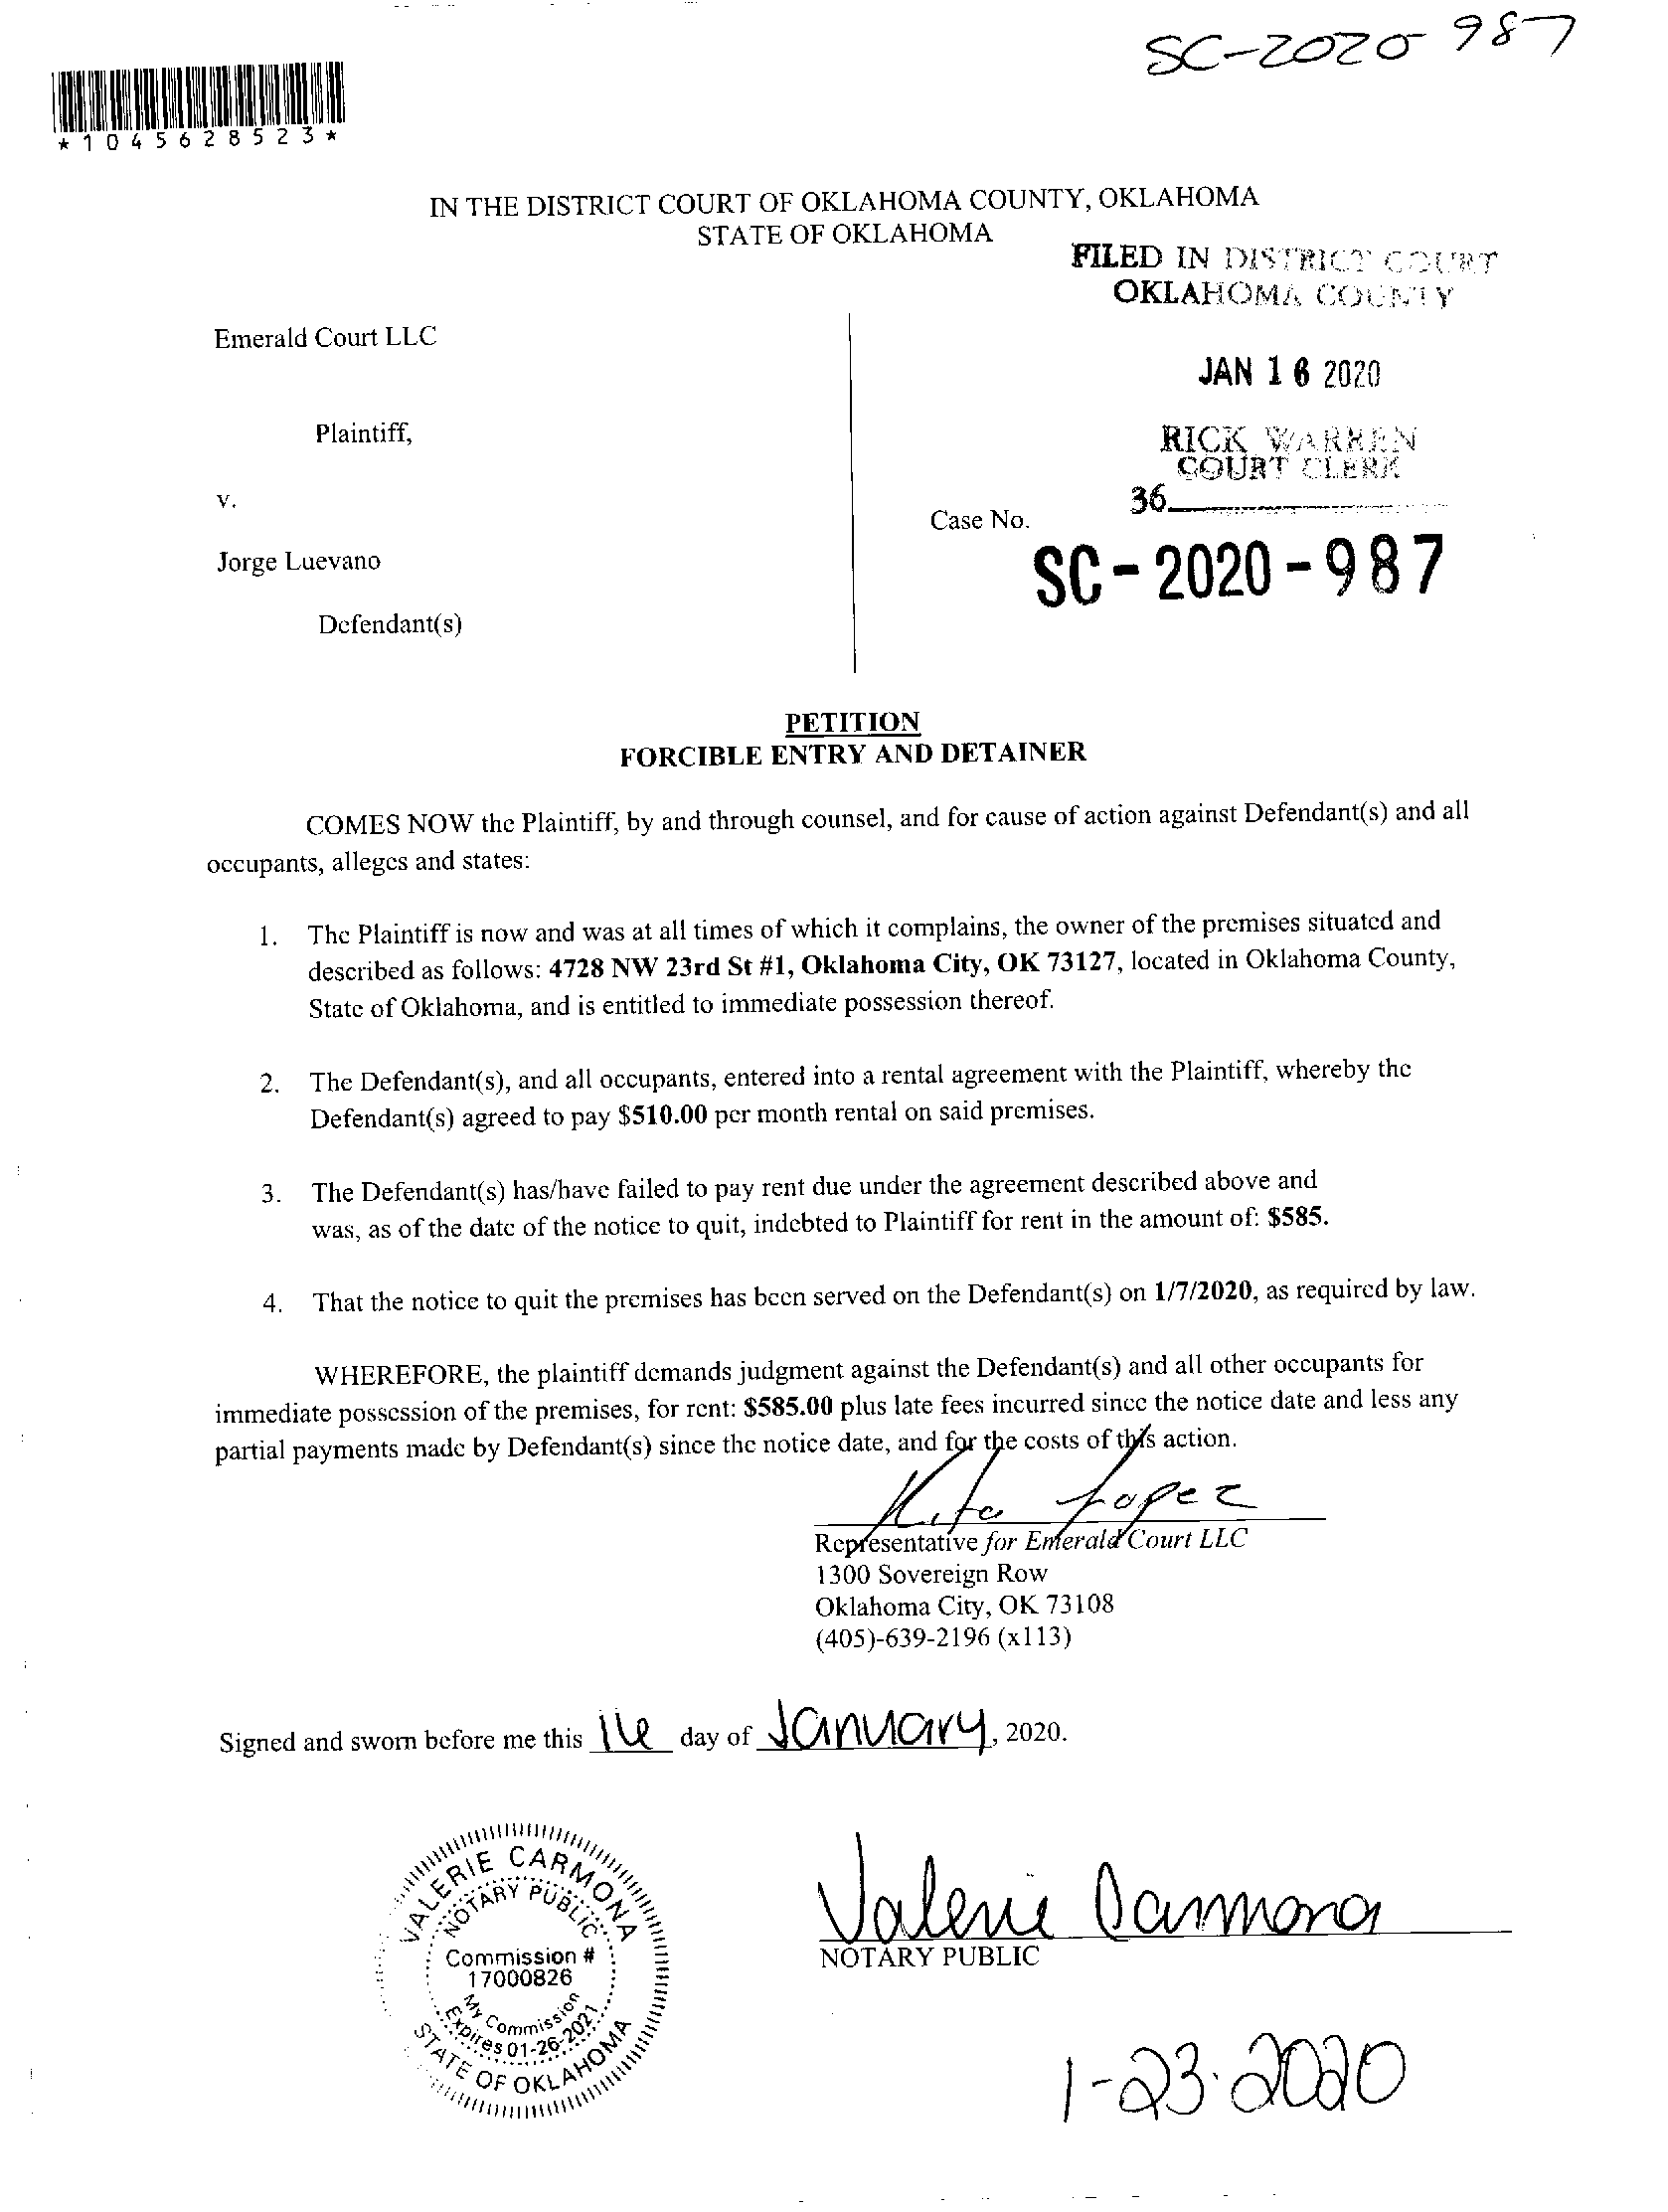 SC-2020-987
*1045628523*
IN THE DISTRICT COURT OF OKLAHOMA COUNTY, OKLAHOMA
STATE OF OKLAHOMA
FILED IN DISTRICT COURT
OKLAHOMA COUNTY
Emerald Court LLC
JAN 16 2020
Plaintiff,
RICK WARREN
COURT CLERK
v.
36
Case No.
SC-2020-987
Jorge Luevano
Defendant(s)
PETITION
FORCIBLE ENTRY AND DETAINER
COMES NOW the Plaintiff, by and through counsel, and for cause of action against Defendant(s) and all
occupants, alleges and states:
1. The Plaintiff is now and was at all times of which it complains, the owner of the premises situated and
described as follows: 4728 NW 23rd St #1, Oklahoma City, OK 73127, located in Oklahoma County,
State of Oklahoma, and is entitled to immediate possession thereof.
2. The Defendant(s), and all occupants, entered into a rental agreement with the Plaintiff, whereby the
Defendant(s) agreed to pay $510.00 per month rental on said premises.
3. The Defendant(s) has/have failed to pay rent due under the agreement described above and
was, as of the date of the notice to quit, indebted to Plaintiff for rent in the amount of: $585.
4. That the notice to quit the premises has been served on the Defendant(s) on 1/7/2020, as required by law.
WHEREFORE, the plaintiff demands judgment against the Defendant(s) and all other occupants for
immediate possession of the premises, for rent: $585.00 plus late fees incurred since the notice date and less any
partial payments made by Defendant(s) since the notice date, and for the costs of this action.
Lopez
Representative for Emerald Court LLC
1300 Sovereign Row
Oklahoma City, OK 73108
(405)-639-2196 (x113)
Signed and sworn before me this 16 day of January, 2020.
VALERIE CARMONA
NOTARY PUBLIC
Commission #
17000826
My Commission
Expires 01-26-2021
STATE OF OKLAHOMA
Valerie Carmona
NOTARY PUBLIC
1-23-2020